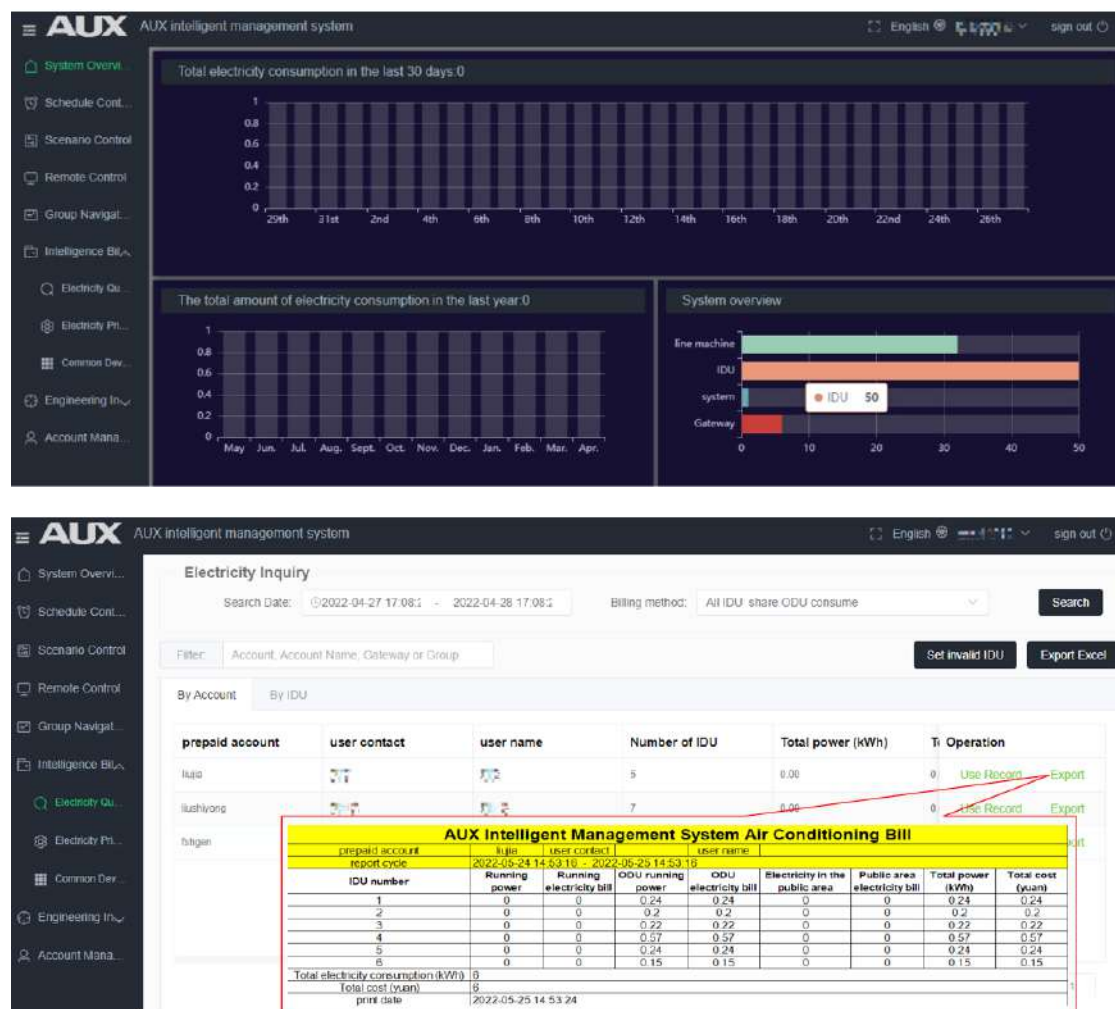 AUX AUX intelligent management system English sign out
System Overvi...
Schedule Cont...
Scenario Control
Remote Control
Group Navigat...
Intelligence Bil...
Electricity Qu...
Electricity Pri...
Common Dev...
Engineering In...
Account Mana...
Total electricity consumption in the last 30 days:0
1
0.8
0.6
0.4
0.2
0
29th 31st 2nd 4th 6th 8th 10th 12th 14th 16th 18th 20th 22nd 24th 26th
The total amount of electricity consumption in the last year:0
1
0.8
0.6
0.4
0.2
0
May Jun. Jul. Aug. Sept. Oct. Nov. Dec. Jan. Feb. Mar. Apr.
System overview
line machine
IDU
system
Gateway
IDU 50
0 10 20 30 40 50
AUX AUX intelligent management system English sign out
System Overvi...
Schedule Cont...
Scenario Control
Remote Control
Group Navigat...
Intelligence Bil...
Electricity Qu...
Electricity Pri...
Common Dev...
Engineering In...
Account Mana...
Electricity Inquiry
Search Date: 2022-04-27 17:08:2 - 2022-04-28 17:08:2 Billing method: All IDU share ODU consume Search
Filter: Account, Account Name, Gateway or Group Set invalid IDU Export Excel
By Account By IDU
prepaid account user contact user name Number of IDU Total power (kWh) Operation
liujia 5 0.00 0 Use Record Export
liushiyong 7 0.00 0 Use Record Export
fshgen
AUX Intelligent Management System Air Conditioning Bill
prepaid account liujia user contact user name
report cycle 2022-05-24 14:53:16 - 2022-05-25 14:53:16
IDU number Running power Running electricity bill ODU running power ODU electricity bill Electricity in the public area Public area electricity bill Total power (kWh) Total cost (yuan)
1 0 0 0.24 0.24 0 0 0.24 0.24
2 0 0 0.2 0.2 0 0 0.2 0.2
3 0 0 0.22 0.22 0 0 0.22 0.22
4 0 0 0.57 0.57 0 0 0.57 0.57
5 0 0 0.24 0.24 0 0 0.24 0.24
6 0 0 0.15 0.15 0 0 0.15 0.15
Total electricity consumption (kWh) 6
Total cost (yuan) 6
print date 2022-05-25 14:53:24